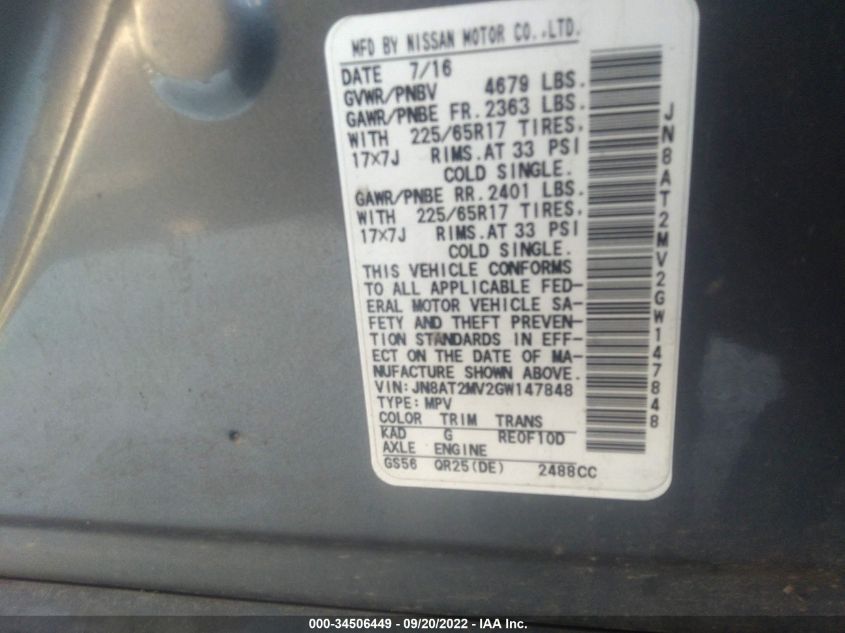 MFD BY NISSAN MOTOR CO.,LTD.
DATE 7/16
GVWR/PNBV 4679 LBS.
GAWR/PNBE FR. 2363 LBS.
WITH 225/65R17 TIRES,
17×7J RIMS.AT 33 PSI
COLD SINGLE.
GAWR/PNBE RR. 2401 LBS.
WITH 225/65R17 TIRES,
17×7J RIMS.AT 33 PSI
COLD SINGLE.
THIS VEHICLE CONFORMS
TO ALL APPLICABLE FED-
ERAL MOTOR VEHICLE SA-
FETY AND THEFT PREVEN-
TION STANDARDS IN EFF-
ECT ON THE DATE OF MA-
NUFACTURE SHOWN ABOVE.
VIN: JN8AT2MV2GW147848
TYPE: MPV
COLOR TRIM TRANS
KAD G RE0F10D
AXLE ENGINE
GS56 QR25(DE) 2488CC
JN8AT2MV2GW147848
000-34506449 - 09/20/2022 - IAA Inc.